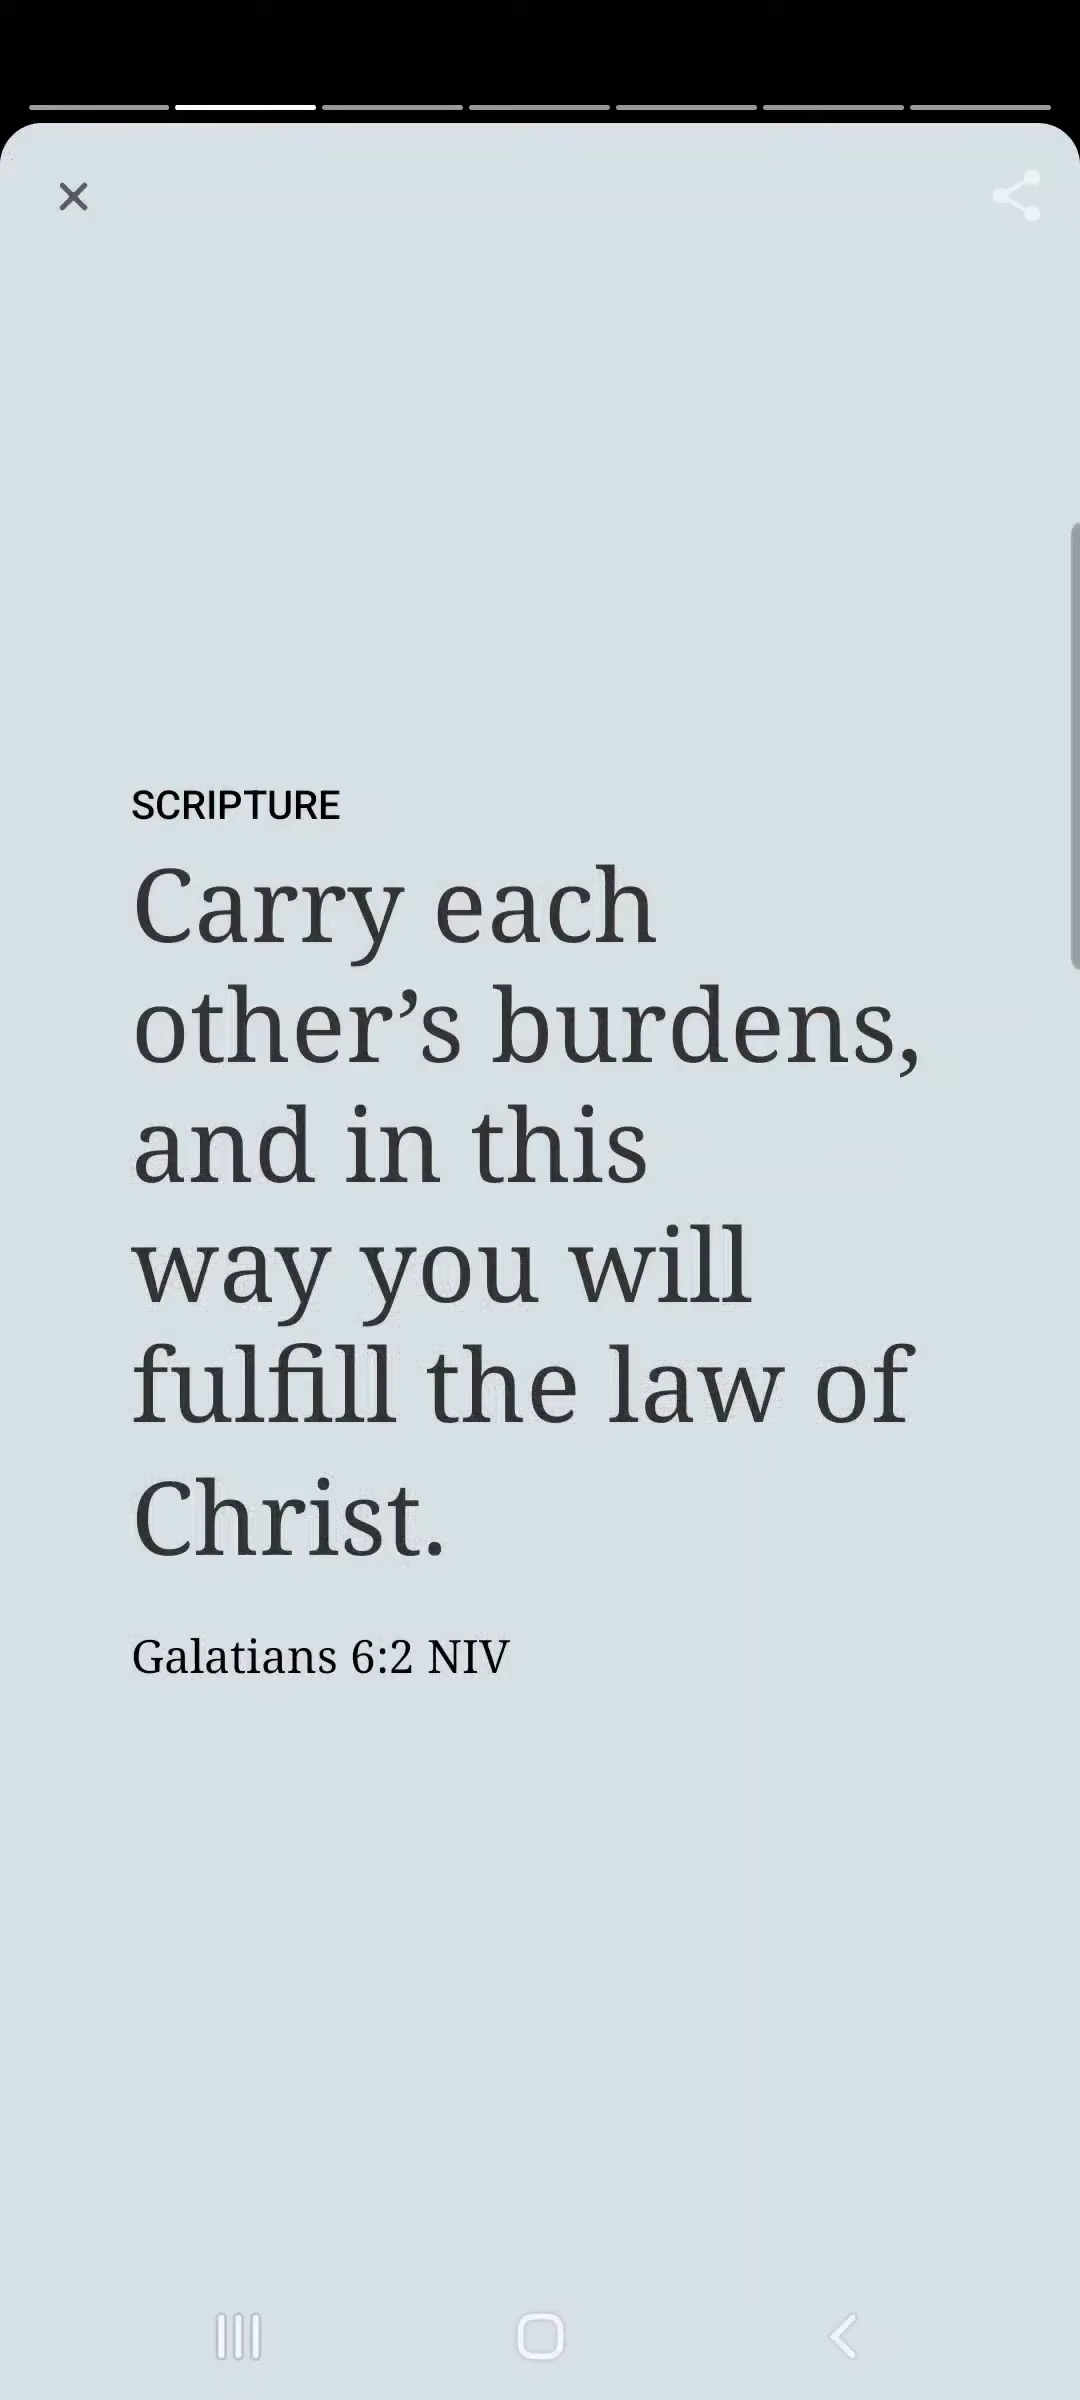 SCRIPTURE
Carry each
other’s burdens,
and in this
way you will
fulfill the law of
Christ.
Galatians 6:2 NIV